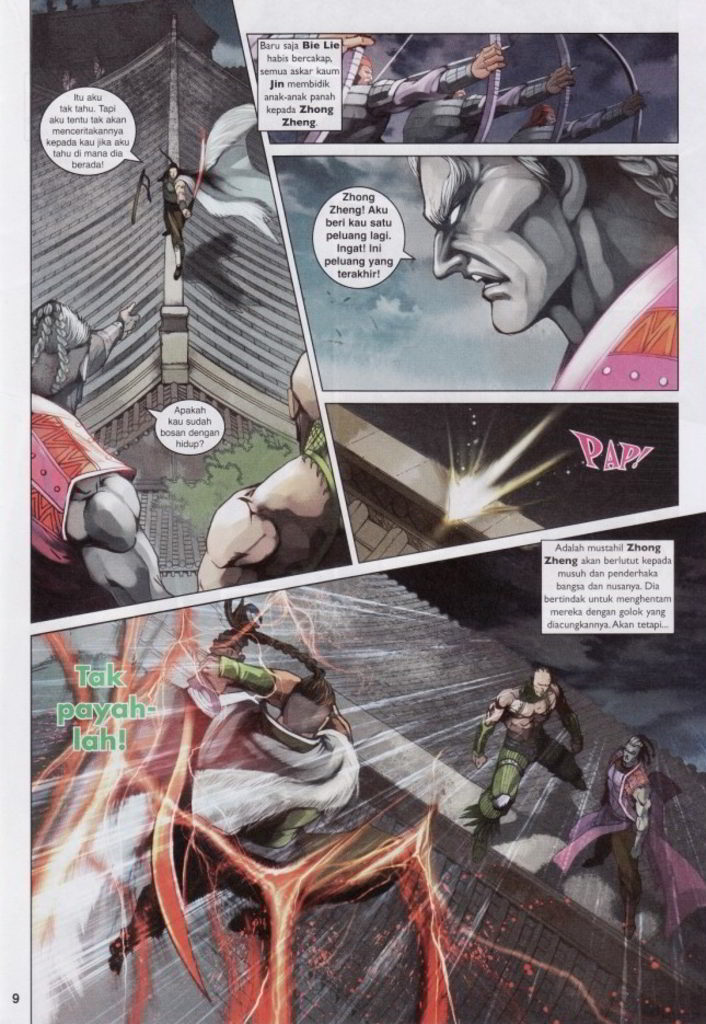 Itu aku
tak tahu. Tapi
aku tentu tak akan
menceritakannya
kepada kau jika aku
tahu di mana dia
berada!
Apakah
kau sudah
bosan dengan
hidup?
Baru saja Bie Lie
habis bercakap,
semua askar kaum
Jin membidik
anak-anak panah
kepada Zhong
Zheng.
Zhong
Zheng! Aku
beri kau satu
peluang lagi.
Ingat! Ini
peluang yang
terakhir!
PAP!
Adalah mustahil Zhong
Zheng akan berlutut kepada
musuh dan penderhaka
bangsa dan nusanya. Dia
bertindak untuk menghentam
mereka dengan golok yang
diacungkannya. Akan tetapi...
Tak
payah-
lah!
9